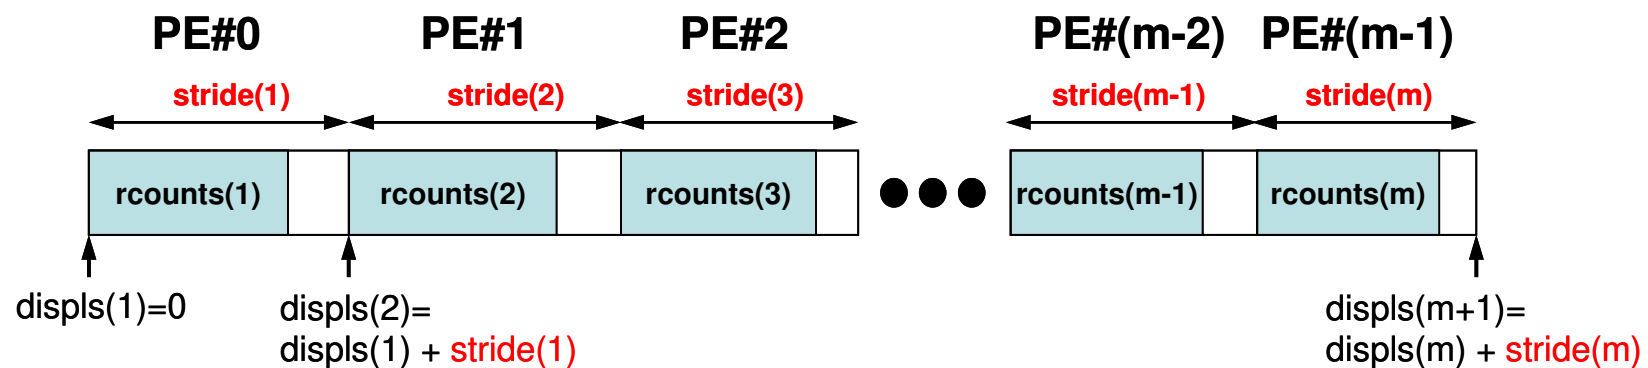 PE#0 PE#1 PE#2 PE#(m-2) PE#(m-1)
stride(1) stride(2) stride(3) stride(m-1) stride(m)
rcounts(1) rcounts(2) rcounts(3) rcounts(m-1) rcounts(m)
displs(1)=0 displs(2)= displs(m+1)=
displs(1) + stride(1) displs(m) + stride(m)